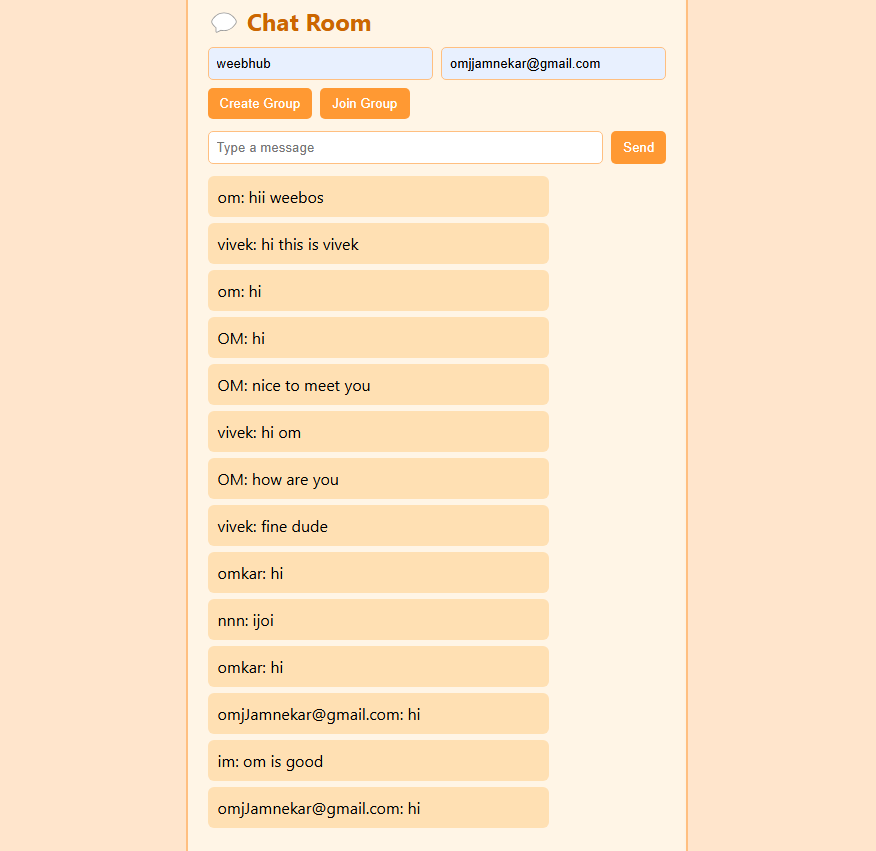 Chat Room
weebhub omjjamnekar@gmail.com
Create Group Join Group
Type a message Send
om: hii weebos
vivek: hi this is vivek
om: hi
OM: hi
OM: nice to meet you
vivek: hi om
OM: how are you
vivek: fine dude
omkar: hi
nnn: ijoi
omkar: hi
omjJamnekar@gmail.com: hi
im: om is good
omjJamnekar@gmail.com: hi